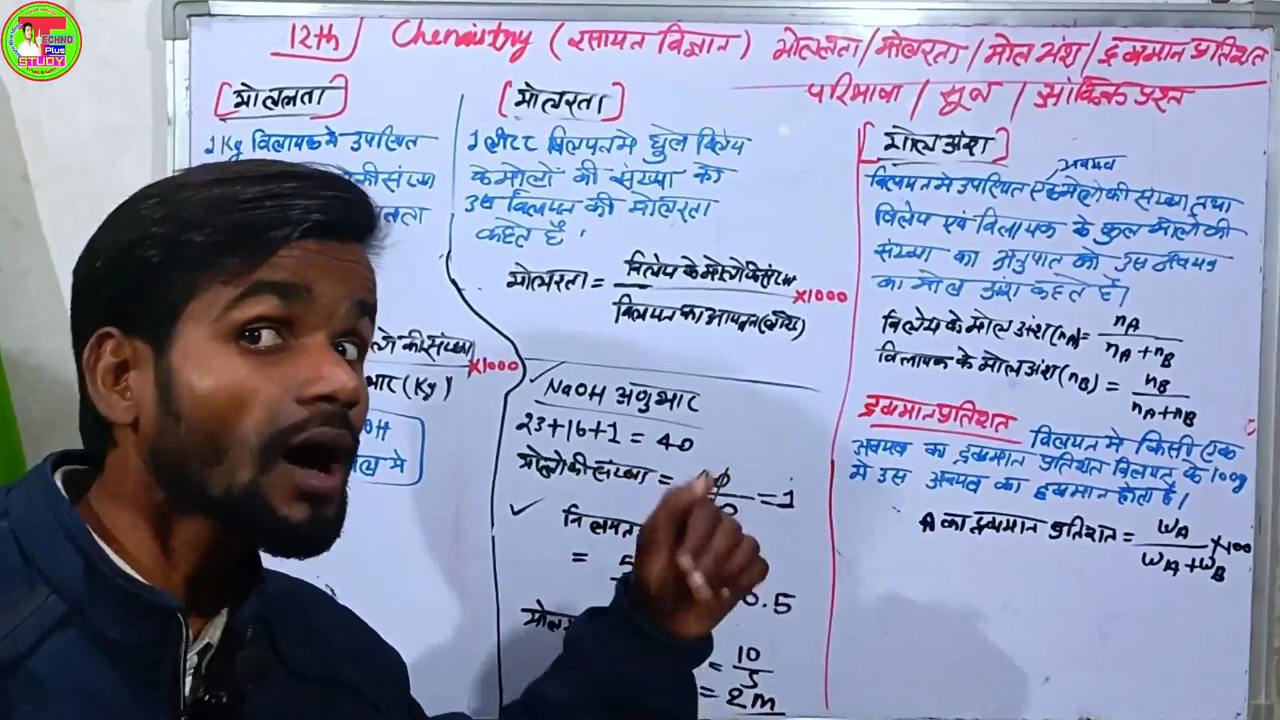 TECHNO
Plus
STUDY
12th Chemistry (रसायन विज्ञान) मोललता/मोलरता/मोल अंश/द्रव्यमान प्रतिशत
परिभाषा / सूत्र / आंकिक प्रश्न
[मोललता]
1 Kg विलायक मे उपस्थित
की संख्या
×1000
(Kg)
[मोलरता]
1 लीटर विलयन मे घुले विलेय
के मोलो की संख्या को
उस विलयन की मोलरता
कहते हैं।
मोलरता = विलेय के मोलो की संख्या
×1000
विलयन का आयतन (लीटर)
NaOH अणुभार
23+16+1 = 40
मोलो की संख्या =
= 1
=
0.5
= 10
5
= 2m
[मोल अंश]
अवयव
विलयन मे उपस्थित एक मोलो की संख्या तथा
विलेय एवं विलायक के कुल मोलो की
संख्या का अनुपात को उस अवयव
का मोल अंश कहते हैं।
विलेय के मोल अंश (nA) = nA
nA + nB
विलायक के मोल अंश (nB) = nB
nA+nB
द्रव्यमान प्रतिशत
विलयन मे किसी एक
अवयव का द्रव्यमान प्रतिशत विलयन के 100g
मे उस अवयव का द्रव्यमान होता है।
A का द्रव्यमान प्रतिशत = WA ×100
WA+WB